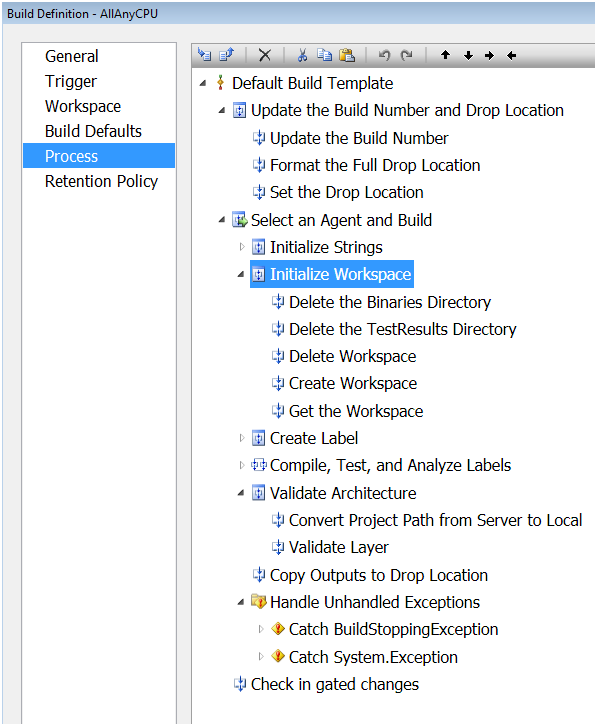 Build Definition - AllAnyCPU
General
Trigger
Workspace
Build Defaults
Process
Retention Policy
Default Build Template
Update the Build Number and Drop Location
Update the Build Number
Format the Full Drop Location
Set the Drop Location
Select an Agent and Build
Initialize Strings
Initialize Workspace
Delete the Binaries Directory
Delete the TestResults Directory
Delete Workspace
Create Workspace
Get the Workspace
Create Label
Compile, Test, and Analyze Labels
Validate Architecture
Convert Project Path from Server to Local
Validate Layer
Copy Outputs to Drop Location
Handle Unhandled Exceptions
Catch BuildStoppingException
Catch System.Exception
Check in gated changes